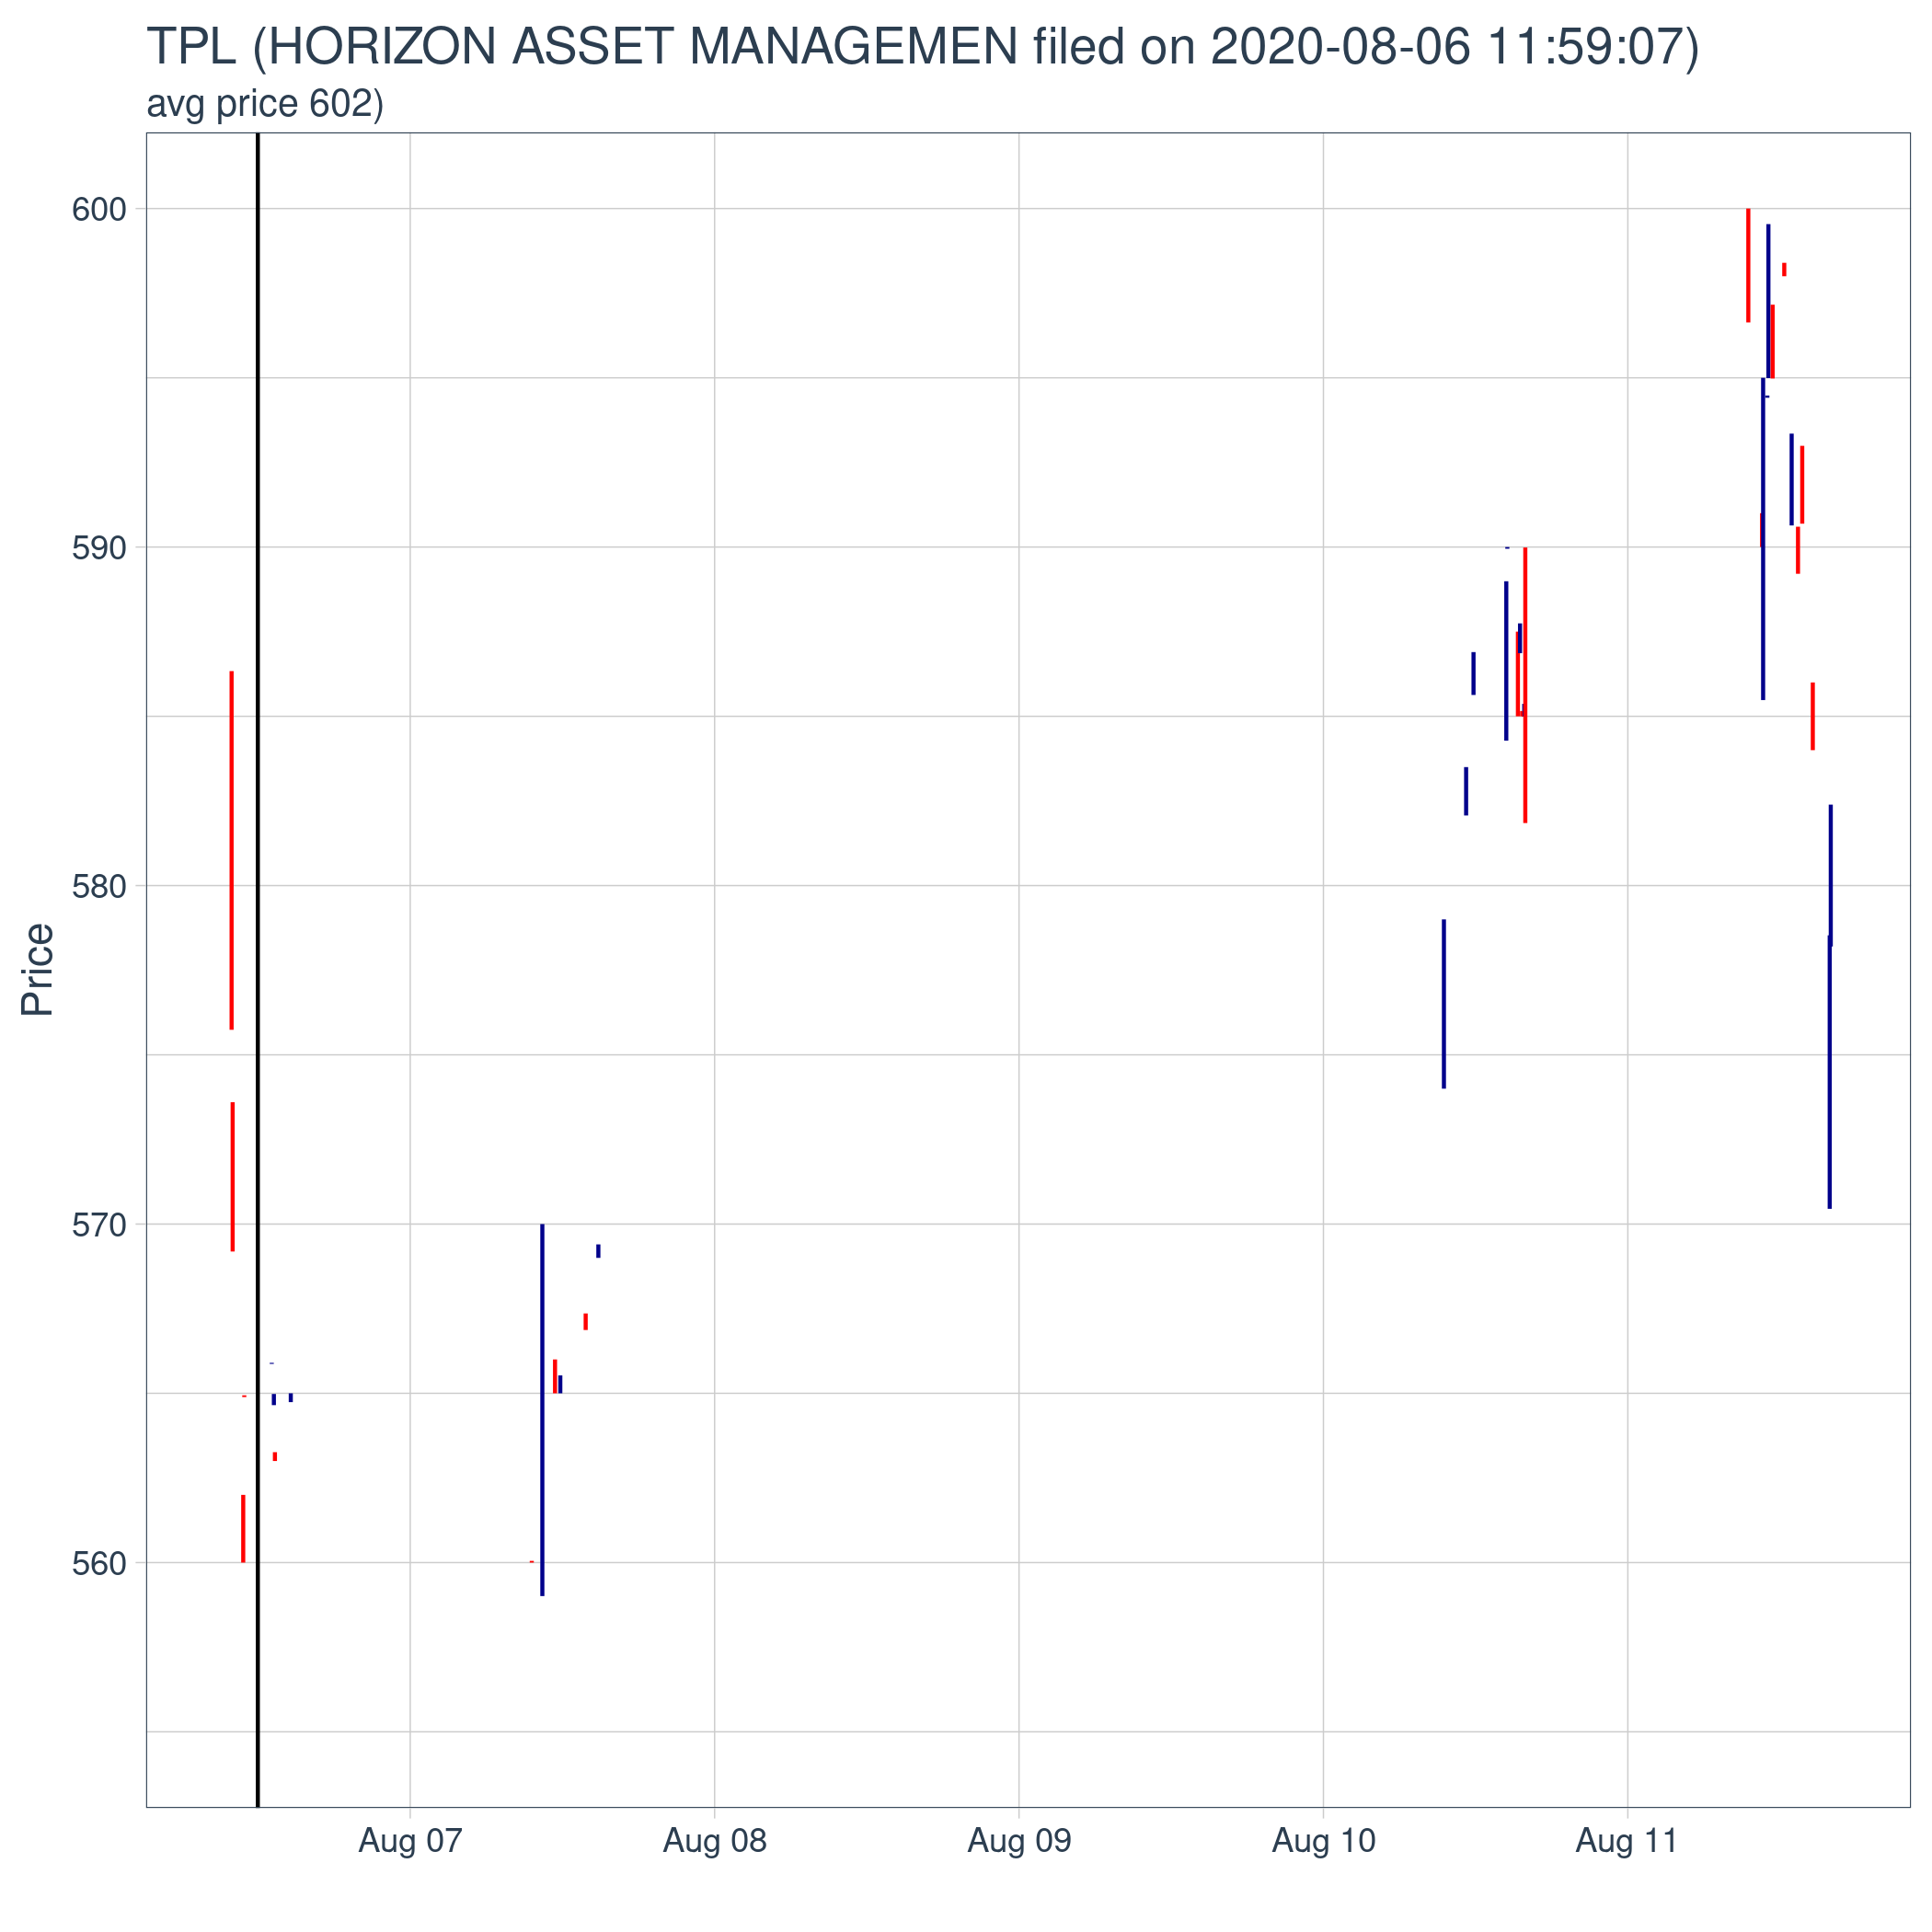 TPL (HORIZON ASSET MANAGEMEN filed on 2020-08-06 11:59:07)
avg price 602)
600
590
580
570
560
Price
Aug 07
Aug 08
Aug 09
Aug 10
Aug 11